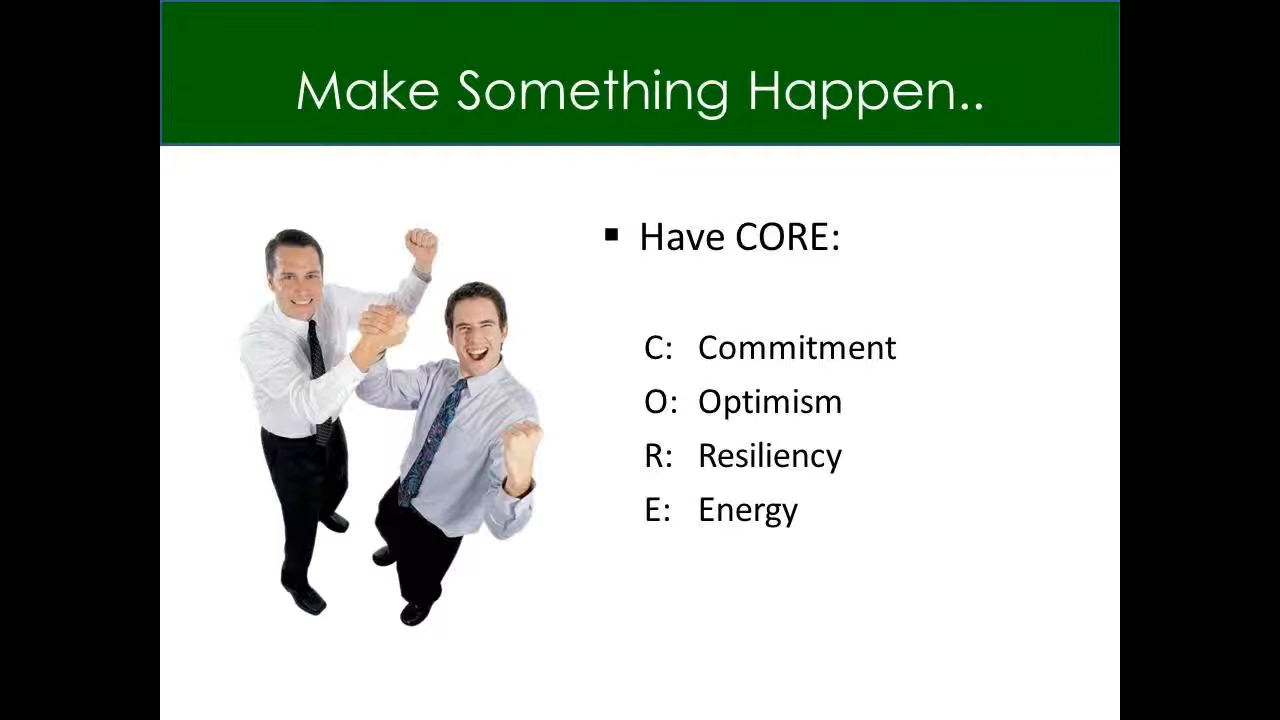 Make Something Happen..
▪ Have CORE:
C: Commitment
O: Optimism
R: Resiliency
E: Energy